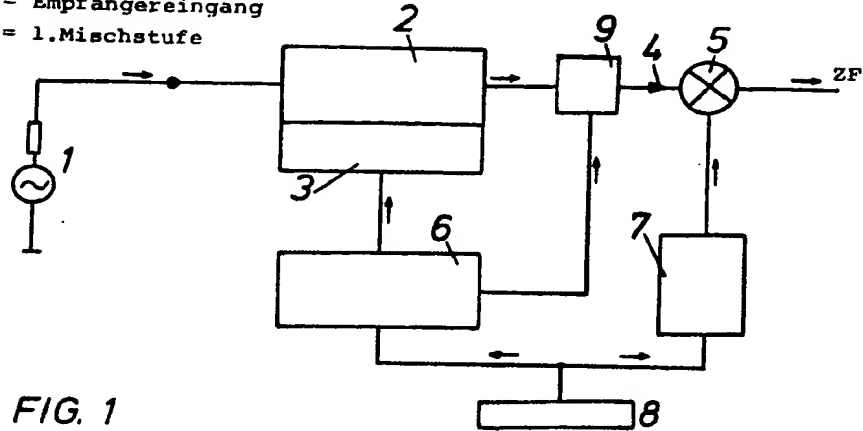 = Empfängereingang
= 1.Mischstufe
2
9
4
5
ZF
1
3
6
7
8
FIG. 1